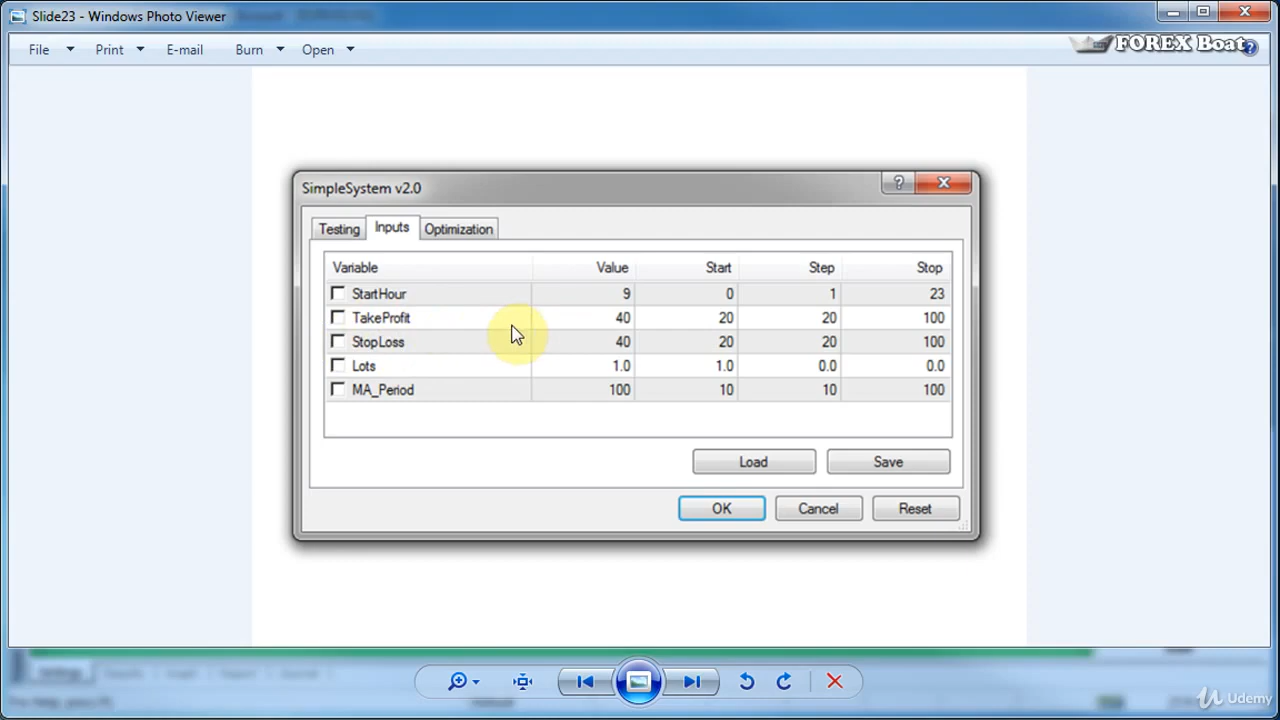 Slide23 - Windows Photo Viewer
File Print E-mail Burn Open
FOREX Boat
?
SimpleSystem v2.0
?
Testing Inputs Optimization
Variable Value Start Step Stop
StartHour 9 0 1 23
TakeProfit 40 20 20 100
StopLoss 40 20 20 100
Lots 1.0 1.0 0.0 0.0
MA_Period 100 10 10 100
Load Save
OK Cancel Reset
Udemy